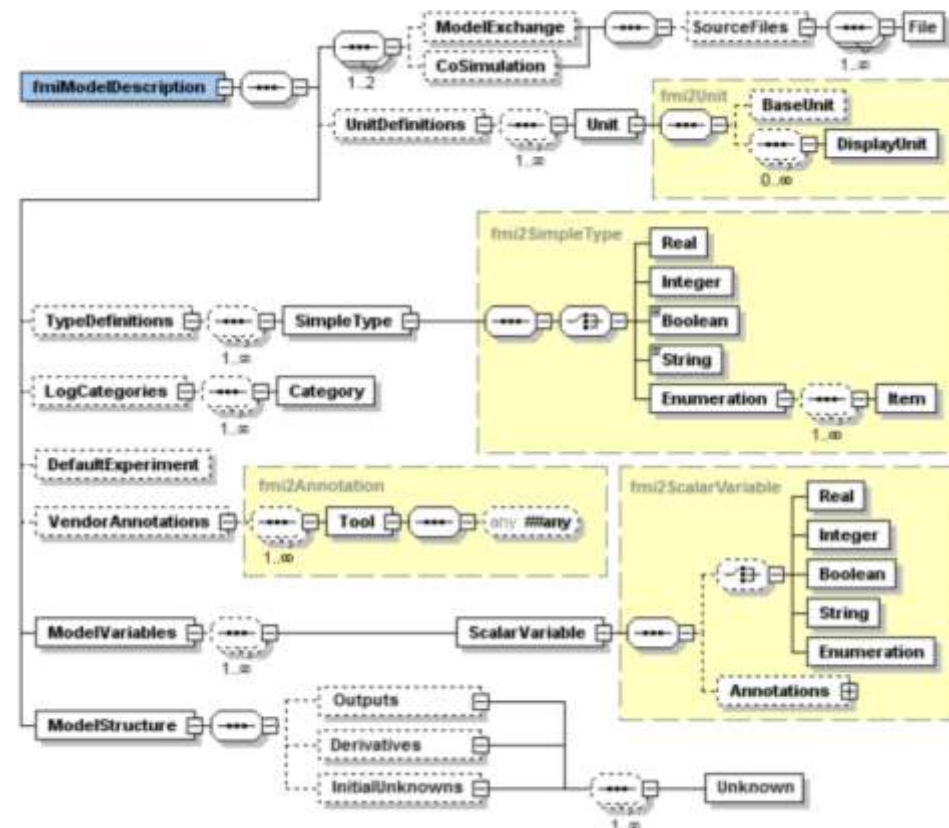 ModelExchange
SourceFiles
File
CoSimulation
1..2
1..∞
fmiModelDescription
fmi2Unit
UnitDefinitions
Unit
BaseUnit
DisplayUnit
1..∞
0..∞
fmi2SimpleType
Real
Integer
TypeDefinitions
SimpleType
Boolean
1..∞
String
LogCategories
Category
Enumeration
Item
1..∞
1..∞
DefaultExperiment
fmi2Annotation
fmi2ScalarVariable
VendorAnnotations
Tool
any ##any
1..∞
Real
Integer
Boolean
String
Enumeration
ModelVariables
ScalarVariable
1..∞
Annotations
Outputs
ModelStructure
Derivatives
InitialUnknowns
Unknown
1..∞